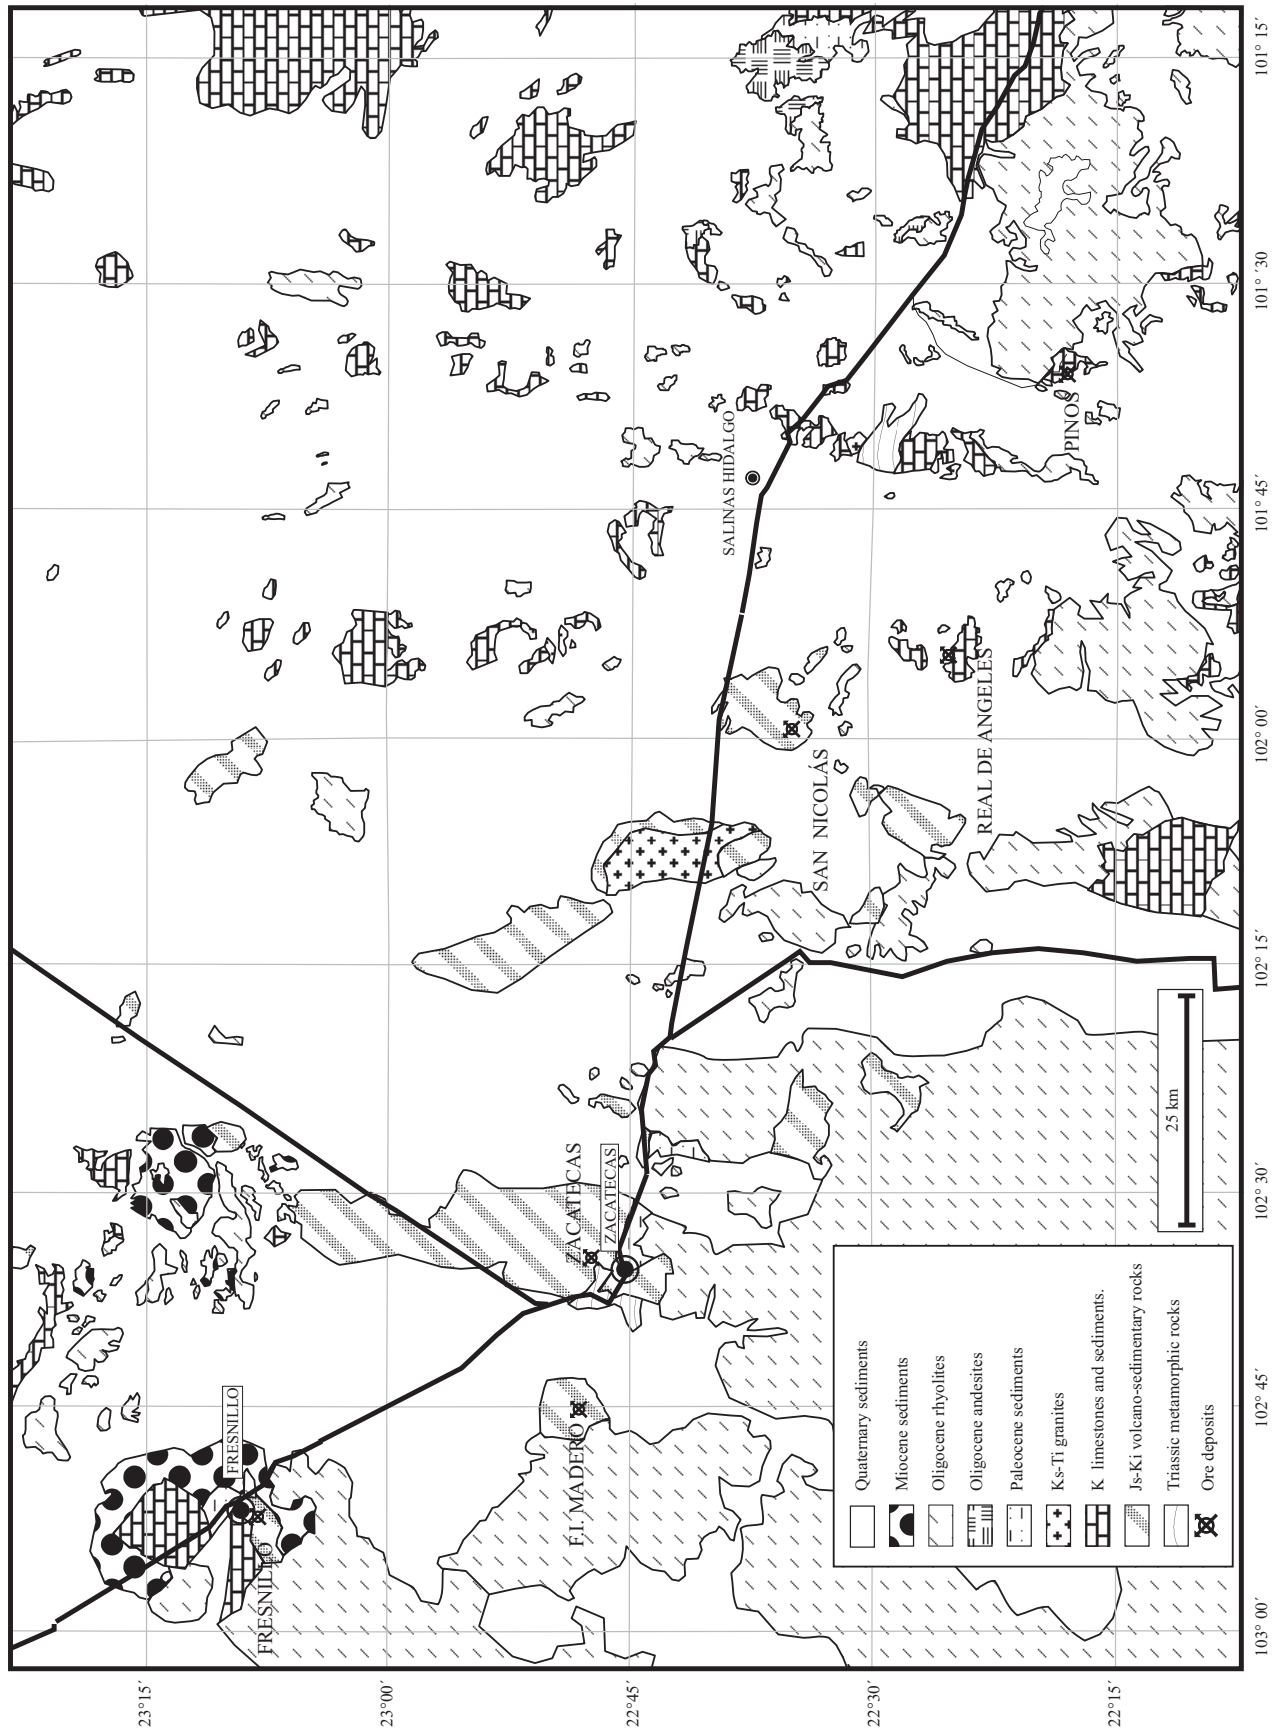 FRESNILLO
FRESNILLO
ZACATECAS
ZACATECAS
F.I. MADERO
SAN NICOLÁS
REAL DE ANGELES
SALINAS HIDALGO
PINOS
Quaternary sediments
Miocene sediments
Oligocene rhyolites
Oligocene andesites
Paleocene sediments
Ks-Ti granites
K limestones and sediments.
Js-Ki volcano-sedimentary rocks
Triassic metamorphic rocks
Ore deposits
25 km
23°15´
23°00´
22°45´
22°30´
22°15´
103° 00´
102° 45´
102° 30´
102° 15´
102° 00´
101° 45´
101° ´30
101° 15´